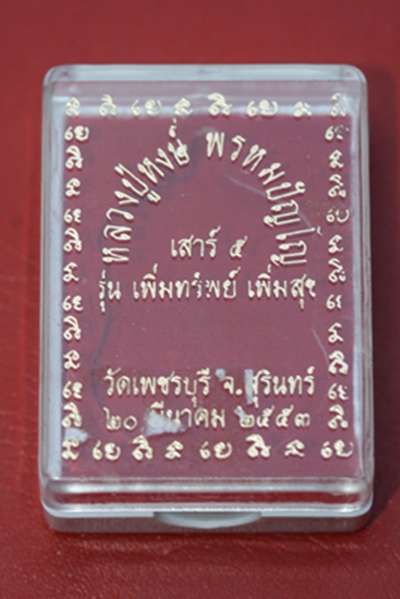 หลวงปู่หงษ์ พรหมปัญโญ
เสาร์ ๕
รุ่น เพิ่มทรัพย์ เพิ่มสุข
วัดเพชรบุรี จ.สุรินทร์
๒๐ มีนาคม ๒๕๕๓